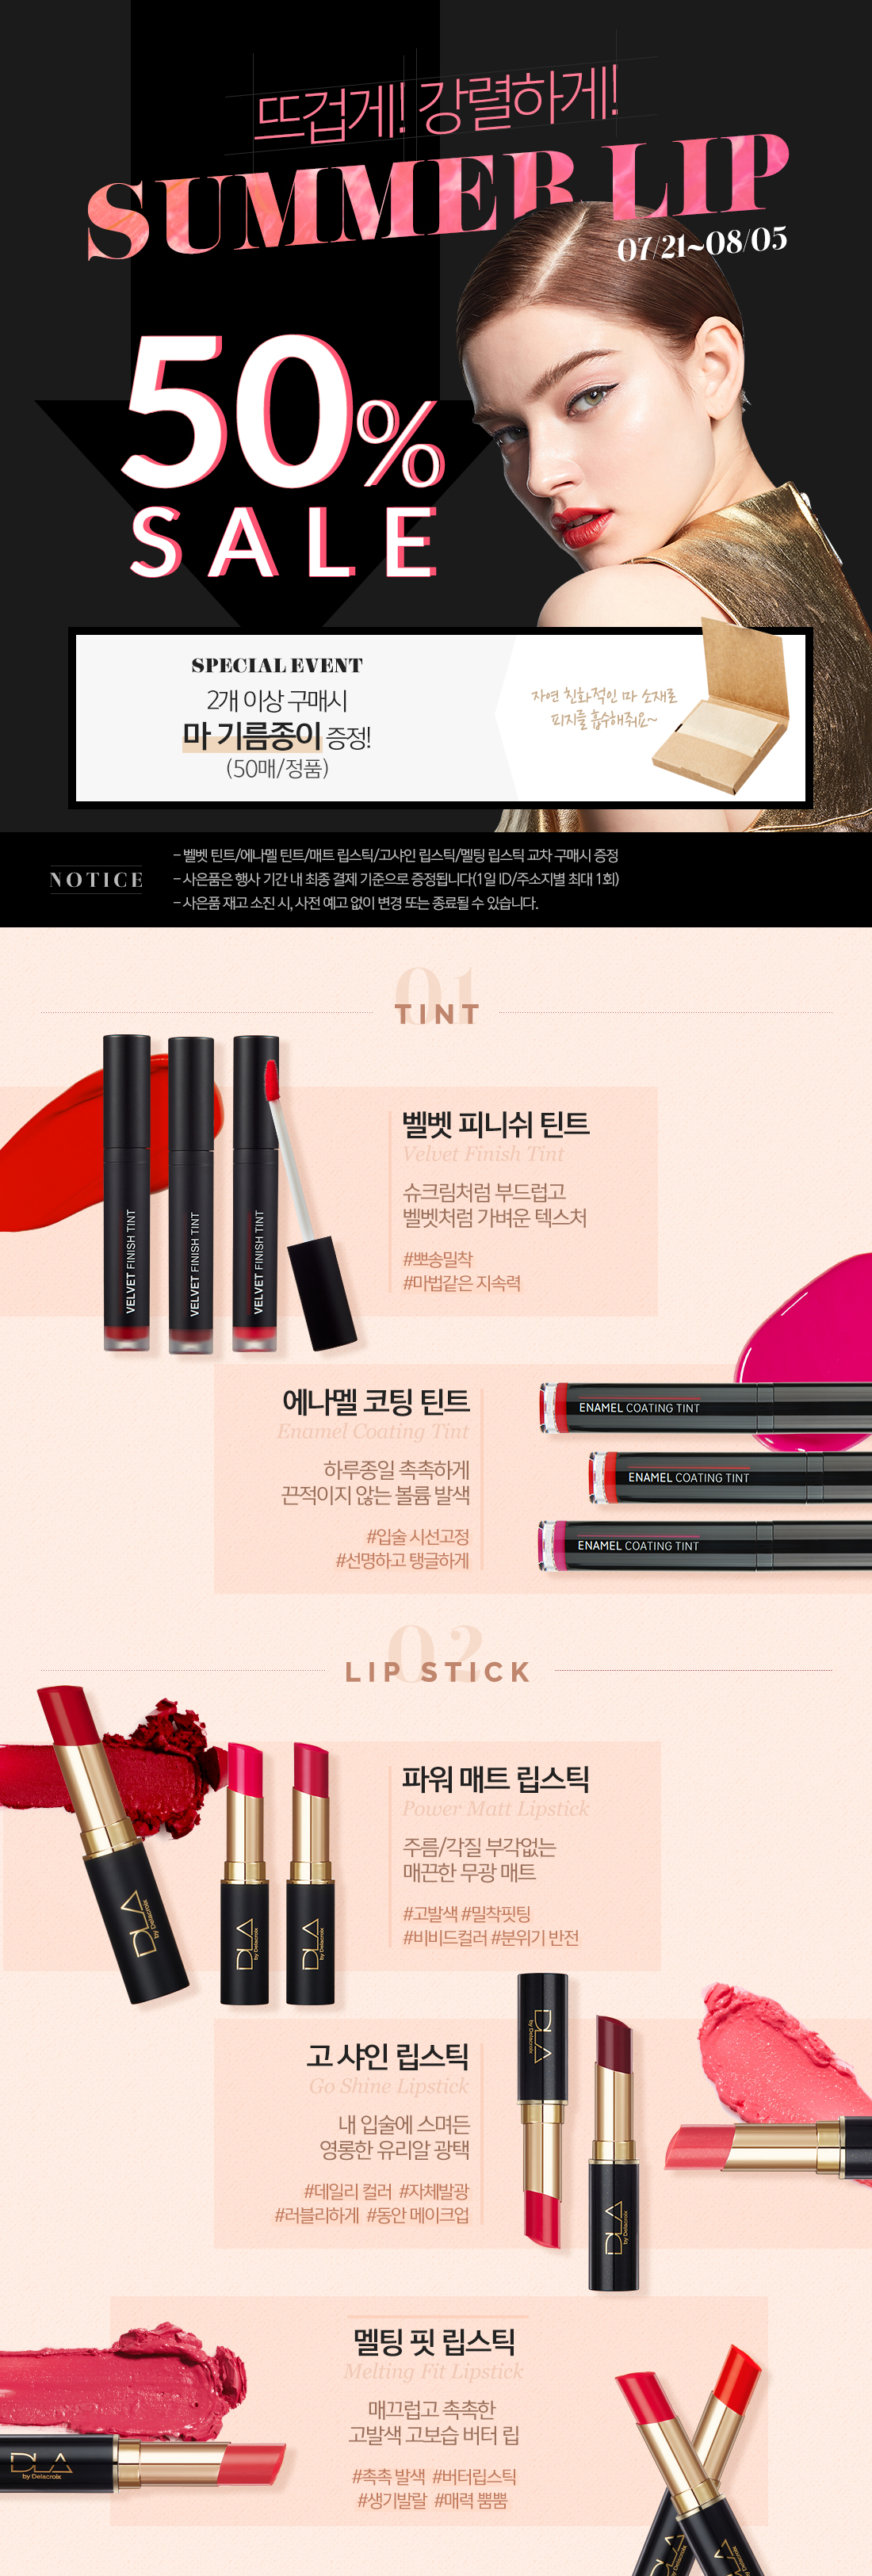 뜨겁게! 강렬하게!
SUMMER LIP
07/21~08/05
50%
SALE
SPECIAL EVENT
2개 이상 구매시
마 기름종이 증정!
(50매/정품)
자연 친화적인 마 소재로
피지를 흡수해줘요~
NOTICE
- 벨벳 틴트/에나멜 틴트/매트 립스틱/고샤인 립스틱/멜팅 립스틱 교차 구매시 증정
- 사은품은 행사 기간 내 최종 결제 기준으로 증정됩니다(1일 ID/주소지별 최대 1회)
- 사은품 재고 소진 시, 사전 예고 없이 변경 또는 종료될 수 있습니다.
01
TINT
VELVET FINISH TINT
VELVET FINISH TINT
VELVET FINISH TINT
벨벳 피니쉬 틴트
Velvet Finish Tint
슈크림처럼 부드럽고
벨벳처럼 가벼운 텍스처
#뽀송밀착
#마법같은 지속력
에나멜 코팅 틴트
Enamel Coating Tint
하루종일 촉촉하게
끈적이지 않는 볼륨 발색
#입술 시선고정
#선명하고 탱글하게
ENAMEL COATING TINT
ENAMEL COATING TINT
ENAMEL COATING TINT
02
LIP STICK
DLA
by Delacroix
DLA
by Delacroix
DLA
by Delacroix
파워 매트 립스틱
Power Matt Lipstick
주름/각질 부각없는
매끈한 무광 매트
#고발색 #밀착핏팅
#비비드컬러 #분위기 반전
고 샤인 립스틱
Go Shine Lipstick
내 입술에 스며든
영롱한 유리알 광택
#데일리 컬러 #자체발광
#러블리하게 #동안 메이크업
DLA
by Delacroix
DLA
by Delacroix
멜팅 핏 립스틱
Melting Fit Lipstick
매끄럽고 촉촉한
고발색 고보습 버터 립
#촉촉 발색 #버터립스틱
#생기발랄 #매력 뿜뿜
DLA
by Delacroix
DLA
by Delacroix
DLA
by Delacroix